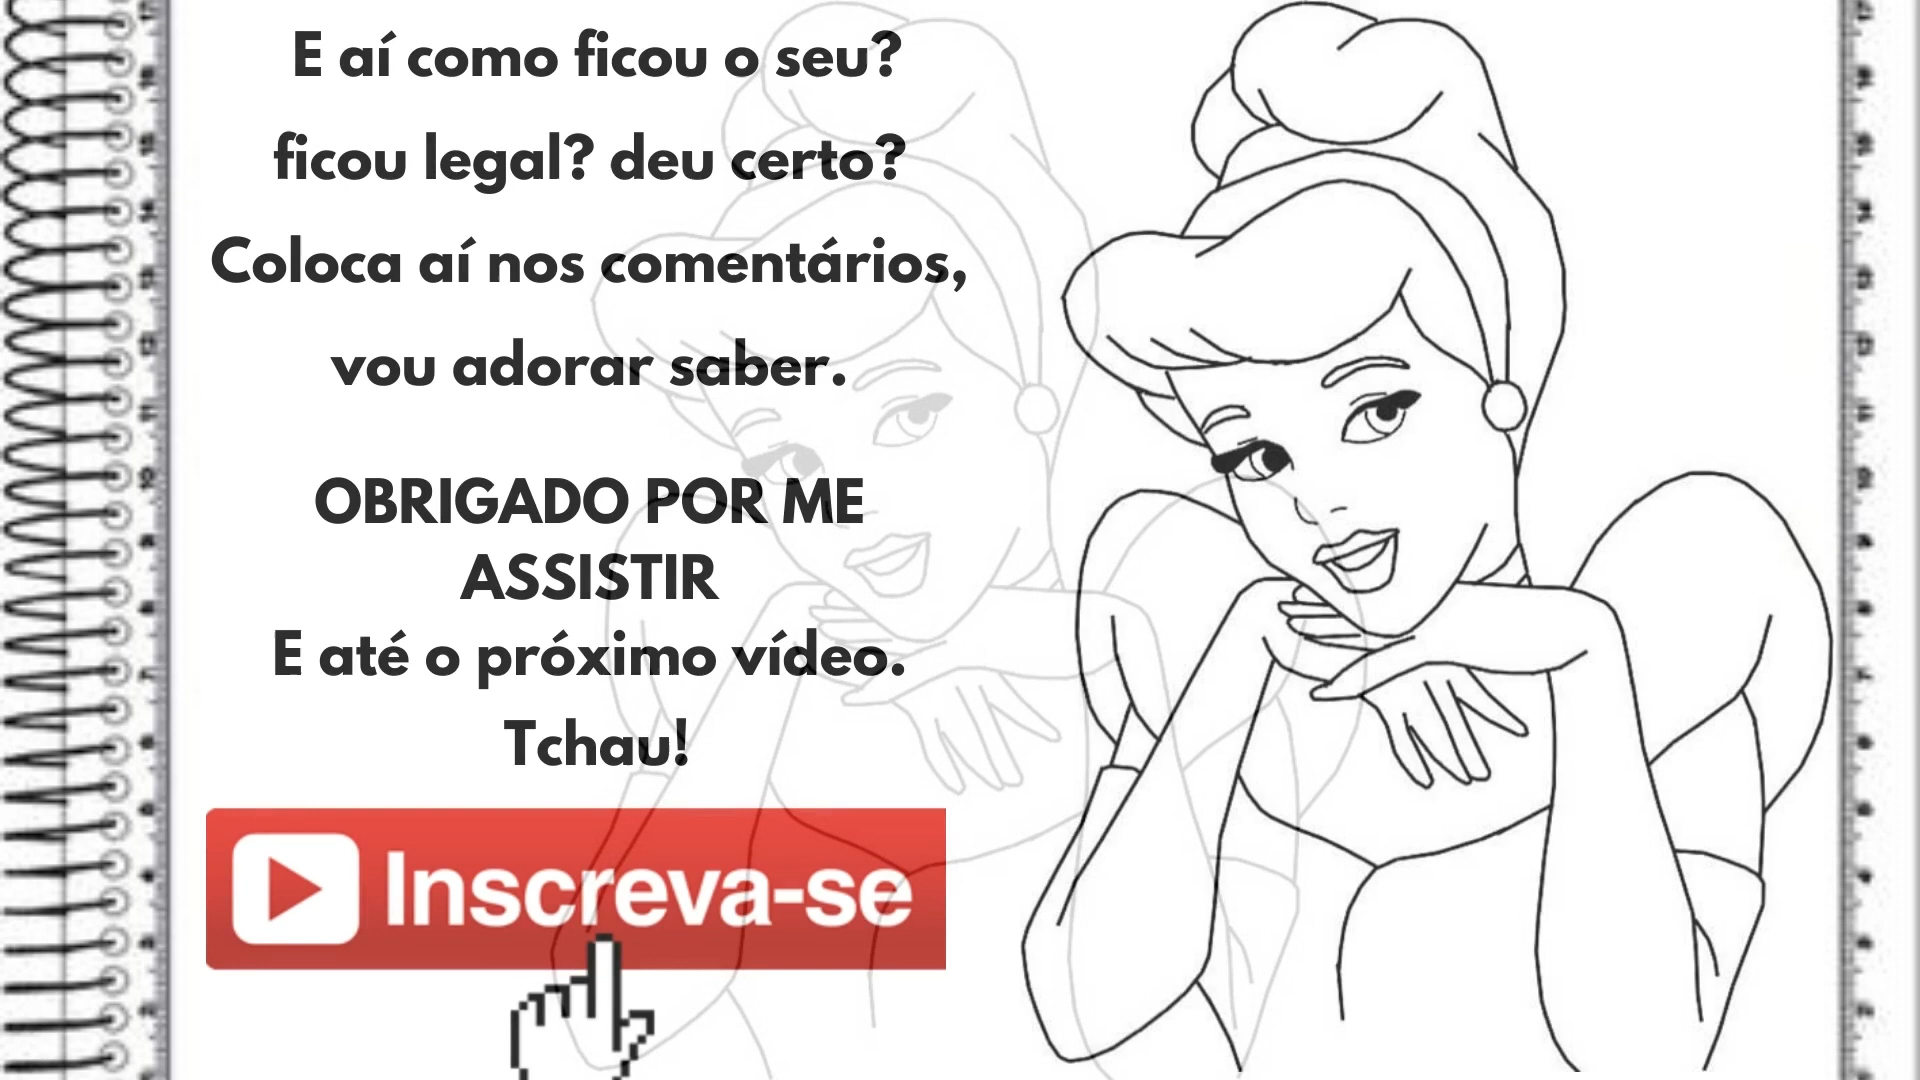 E aí como ficou o seu?
ficou legal? deu certo?
Coloca aí nos comentários,
vou adorar saber.
OBRIGADO POR ME
ASSISTIR
E até o próximo vídeo.
Tchau!
Inscreva-se